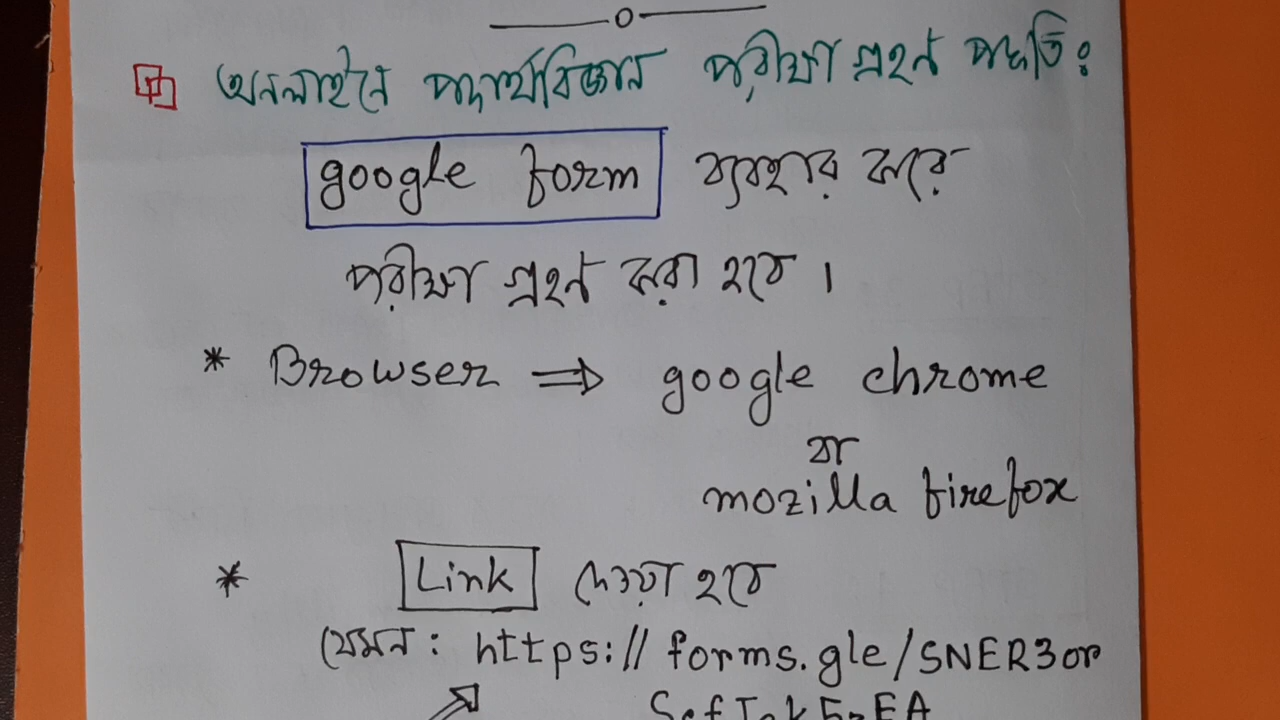 অনলাইনে পদার্থবিজ্ঞান পরীক্ষা গ্রহণ পদ্ধতি:
google form ব্যবহার করে
পরীক্ষা গ্রহণ করা হবে।
* Browser ⇒ google chrome
or
mozilla firefox
* Link দেওয়া হবে
যেমন: https://forms.gle/SNER3or